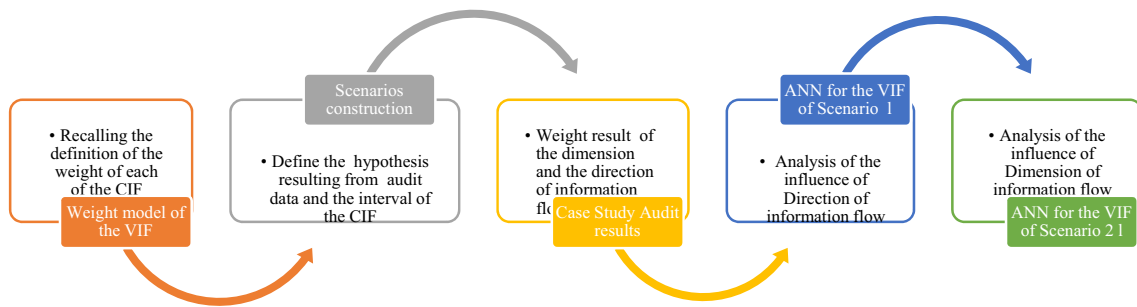 • Recalling the
definition of the
weight of each
of the CIF
Weight model of
the VIF
Scenarios
construction
• Define the hypothesis
resulting from audit
data and the interval of
the CIF
• Weight result of
the dimension
and the direction
of information
Case Study Audit
results
ANN for the VIF
of Scenario 1
• Analysis of the
influence of
Direction of
information flow
• Analysis of the
influence of
Dimension of
information flow
ANN for the VIF
of Scenario 2 l